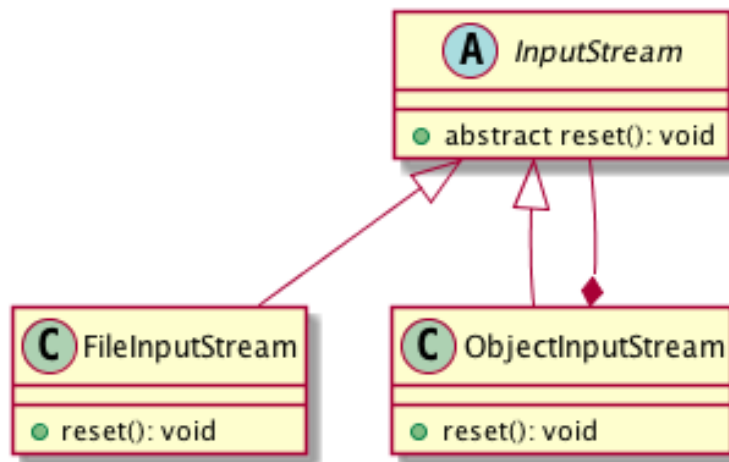 A InputStream
abstract reset(): void
C FileInputStream
reset(): void
C ObjectInputStream
reset(): void